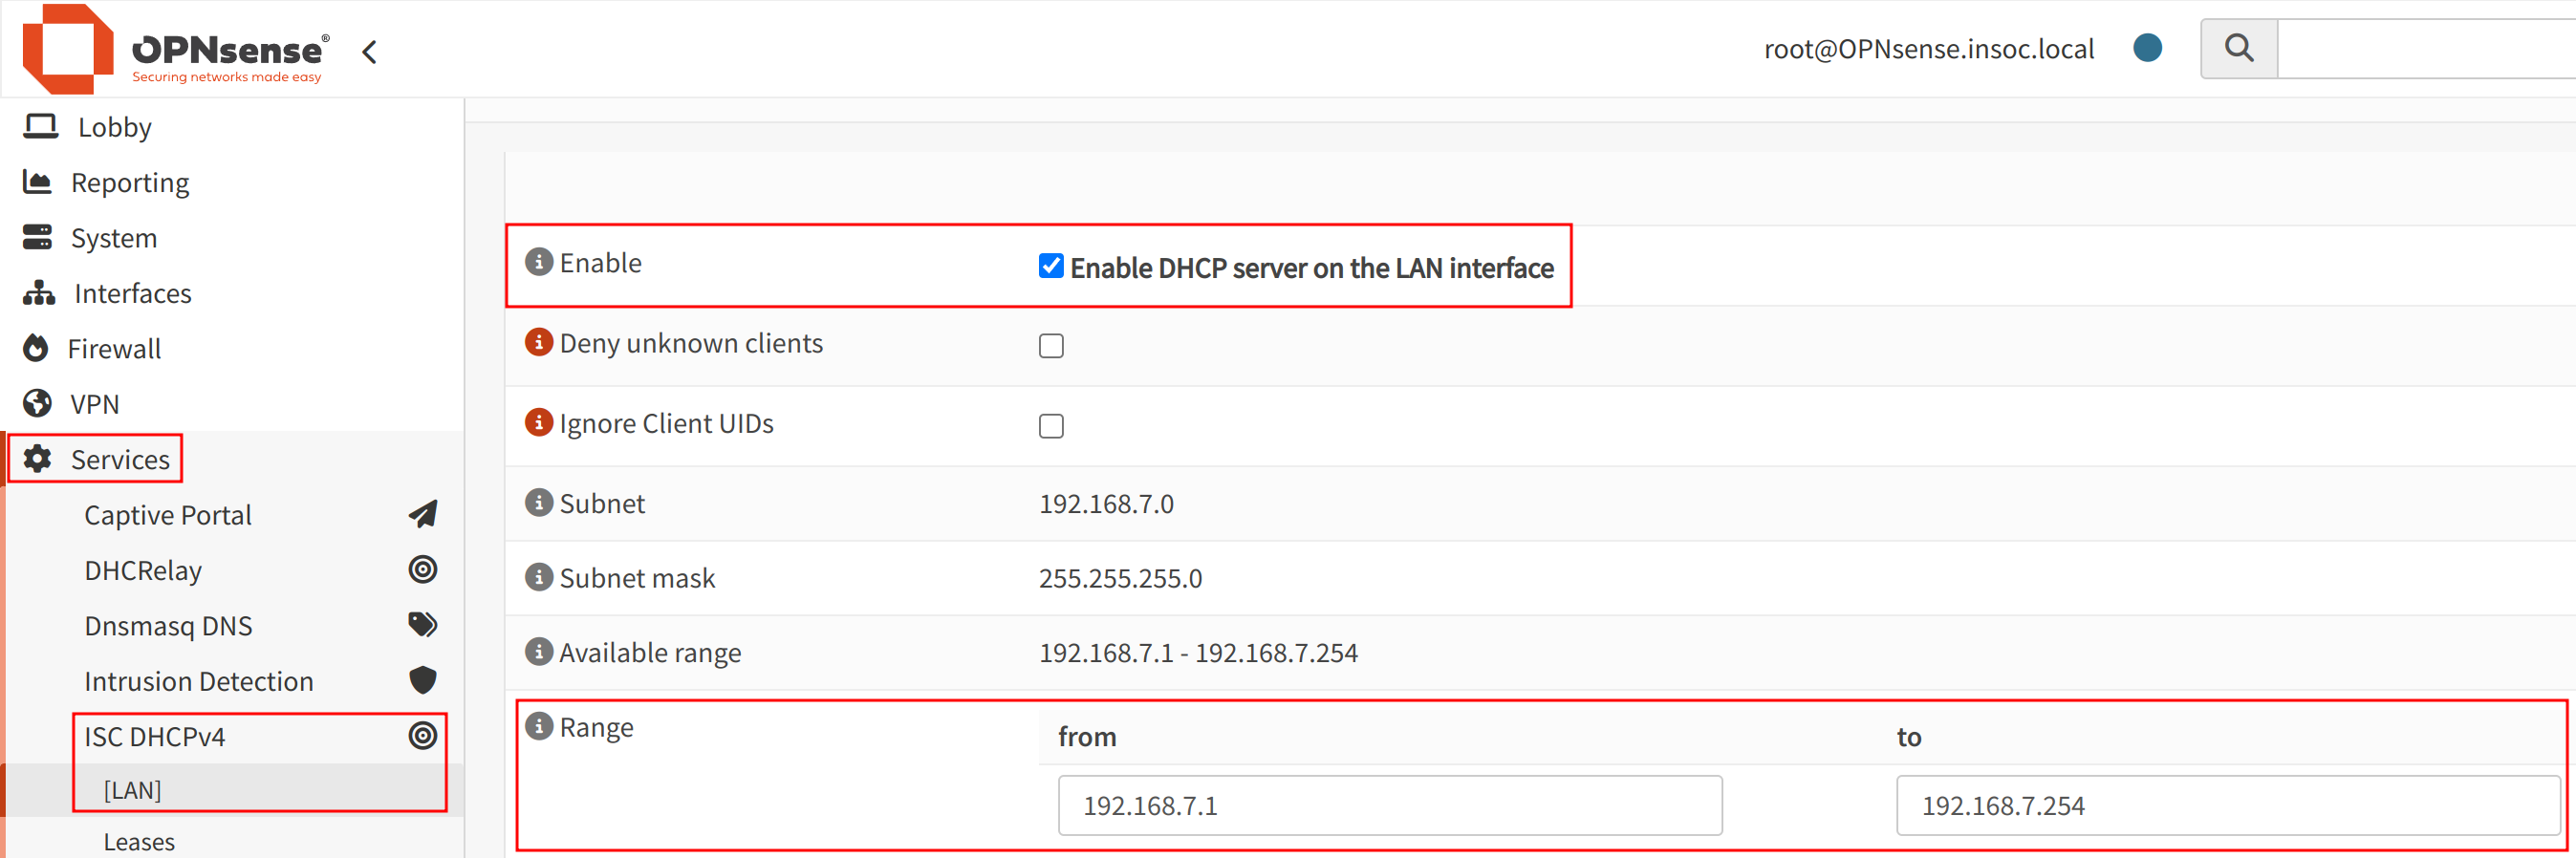 OPNsense®
Securing networks made easy
root@OPNsense.insoc.local
Lobby
Reporting
System
Interfaces
Firewall
VPN
Services
Captive Portal
DHCRelay
Dnsmasq DNS
Intrusion Detection
ISC DHCPv4
[LAN]
Leases
Enable
Enable DHCP server on the LAN interface
Deny unknown clients
Ignore Client UIDs
Subnet
192.168.7.0
Subnet mask
255.255.255.0
Available range
192.168.7.1 - 192.168.7.254
Range
from
to
192.168.7.1
192.168.7.254